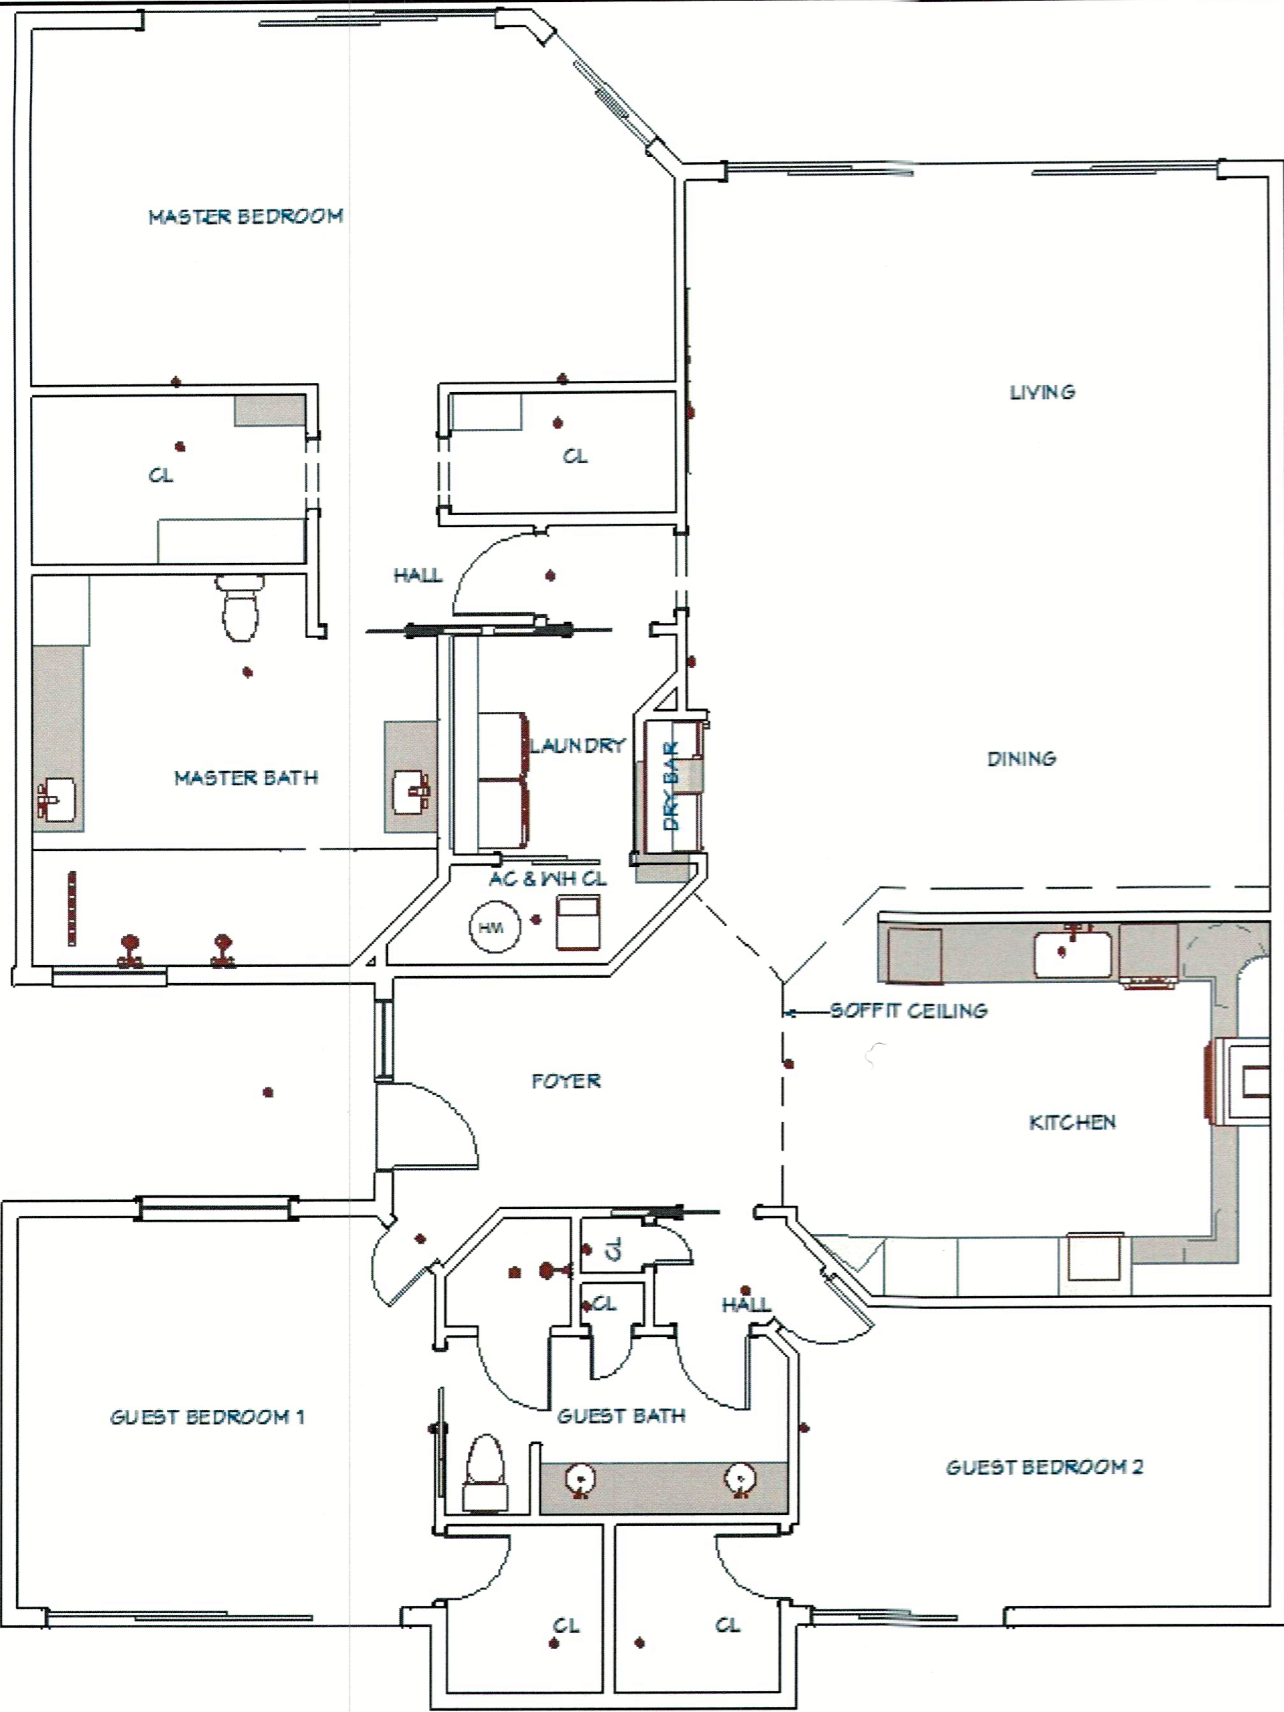 MASTER BEDROOM
LIVING
CL
CL
HALL
LAUNDRY
DRY BAR
DINING
MASTER BATH
AC & WH CL
HW
SOFFIT CEILING
FOYER
KITCHEN
CL
CL
HALL
GUEST BEDROOM 1
GUEST BATH
GUEST BEDROOM 2
CL
CL